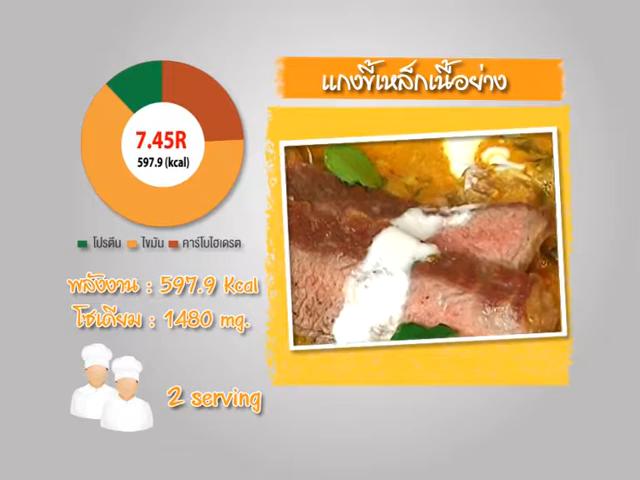 แกงขี้เหล็กเนื้อย่าง
7.45R
597.9 (kcal)
โปรตีน ไขมัน คาร์โบไฮเดรต
พลังงาน : 597.9 Kcal
โซเดียม : 1480 mg.
2 serving